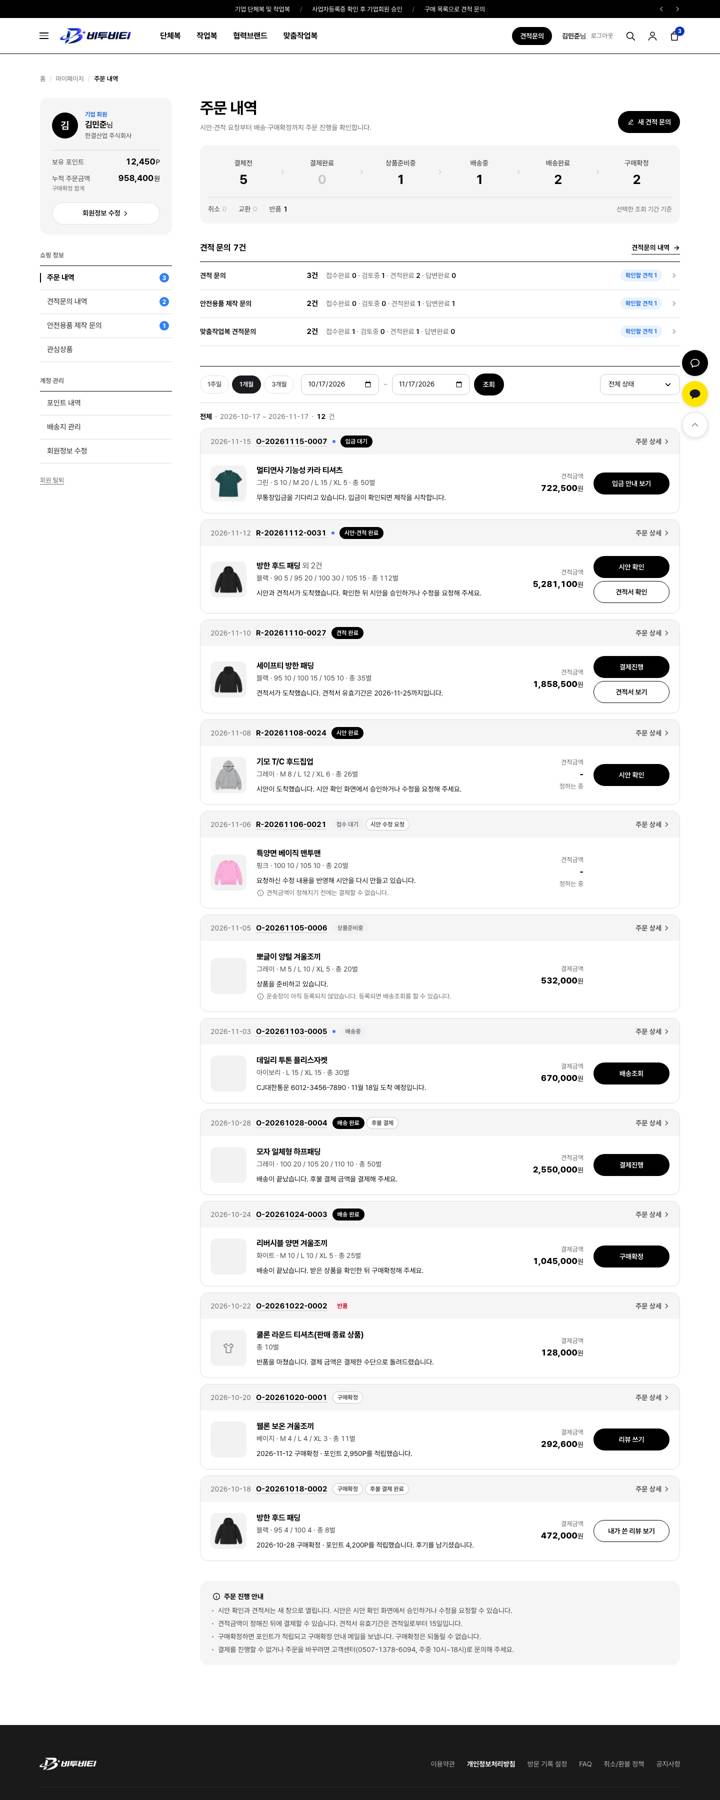 기업 단체복 및 작업복 / 사업자등록증 확인 후 기업회원 승인 / 구매 목록으로 견적 문의
비투비티 단체복 작업복 협력브랜드 맞춤작업복 견적문의 김민준님 로그아웃 3
홈 / 마이페이지 / 주문 내역
김
기업 회원
김민준님
한결산업 주식회사
보유 포인트 12,450P
누적 주문금액 958,400원
구매확정 합계
회원정보 수정
쇼핑 정보
주문 내역 3
견적문의 내역 2
안전용품 제작 문의 1
관심상품
계정 관리
포인트 내역
배송지 관리
회원정보 수정
회원 탈퇴
주문 내역
시안·견적 요청부터 배송·구매확정까지 주문 진행을 확인합니다.
새 견적 문의
결제전 결제완료 상품준비중 배송중 배송완료 구매확정
5 0 1 1 2 2
취소 0 교환 0 반품 1 선택한 조회 기간 기준
견적 문의 7건 견적문의 내역
견적 문의 3건 접수완료 0 · 검토중 1 · 견적완료 2 · 답변완료 0 확인할 견적 1
안전용품 제작 문의 2건 접수완료 0 · 검토중 0 · 견적완료 1 · 답변완료 1 확인할 견적 1
맞춤작업복 견적문의 2건 접수완료 1 · 검토중 0 · 견적완료 1 · 답변완료 0 확인할 견적 1
1주일 1개월 3개월 10/17/2026 ~ 11/17/2026 조회 전체 상태
전체 · 2026-10-17 ~ 2026-11-17 · 12 건
2026-11-15 O-20261115-0007 입금 대기 주문 상세
멀티연사 기능성 카라 티셔츠
그린 · S 10 / M 20 / L 15 / XL 5 · 총 50벌
무통장입금을 기다리고 있습니다. 입금이 확인되면 제작을 시작합니다.
견적금액
722,500원
입금 안내 보기
2026-11-12 R-20261112-0031 시안·견적 완료 주문 상세
방한 후드 패딩 외 2건
블랙 · 90 5 / 95 20 / 100 30 / 105 15 · 총 112벌
시안과 견적서가 도착했습니다. 확인한 뒤 시안을 승인하거나 수정을 요청해 주세요.
견적금액
5,281,100원
시안 확인
견적서 확인
2026-11-10 R-20261110-0027 견적 완료 주문 상세
세이프티 방한 패딩
블랙 · 95 10 / 100 15 / 105 10 · 총 35벌
견적서가 도착했습니다. 견적서 유효기간은 2026-11-25까지입니다.
견적금액
1,858,500원
결제진행
견적서 보기
2026-11-08 R-20261108-0024 시안 완료 주문 상세
기모 T/C 후드집업
그레이 · M 8 / L 12 / XL 6 · 총 26벌
시안이 도착했습니다. 시안 확인 화면에서 승인하거나 수정을 요청해 주세요.
견적금액
-
정하는 중
시안 확인
2026-11-06 R-20261106-0021 접수 대기 시안 수정 요청 주문 상세
특양면 베이직 맨투맨
핑크 · 100 10 / 105 10 · 총 20벌
요청하신 수정 내용을 반영해 시안을 다시 만들고 있습니다.
견적금액이 정해지기 전에는 결제할 수 없습니다.
견적금액
-
정하는 중
2026-11-05 O-20261105-0006 상품준비중 주문 상세
뽀글이 양털 겨울조끼
그레이 · M 5 / L 10 / XL 5 · 총 20벌
상품을 준비하고 있습니다.
운송장이 아직 등록되지 않았습니다. 등록되면 배송조회를 할 수 있습니다.
결제금액
532,000원
2026-11-03 O-20261103-0005 배송중 주문 상세
데일리 투톤 플리스자켓
아이보리 · L 15 / XL 15 · 총 30벌
CJ대한통운 6012-3456-7890 · 11월 18일 도착 예정입니다.
결제금액
670,000원
배송조회
2026-10-28 O-20261028-0004 배송 완료 후불 결제 주문 상세
모자 일체형 하프패딩
그레이 · 100 20 / 105 20 / 110 10 · 총 50벌
배송이 끝났습니다. 후불 결제 금액을 결제해 주세요.
견적금액
2,550,000원
결제진행
2026-10-24 O-20261024-0003 배송 완료 주문 상세
리버시블 양면 겨울조끼
화이트 · M 10 / L 10 / XL 5 · 총 25벌
배송이 끝났습니다. 받은 상품을 확인한 뒤 구매확정해 주세요.
결제금액
1,045,000원
구매확정
2026-10-22 O-20261022-0002 반품 주문 상세
쿨론 라운드 티셔츠(판매 종료 상품)
총 10벌
반품을 마쳤습니다. 결제 금액은 결제한 수단으로 돌려드렸습니다.
결제금액
128,000원
2026-10-20 O-20261020-0001 구매확정 주문 상세
웰론 보온 겨울조끼
베이지 · M 4 / L 4 / XL 3 · 총 11벌
2026-11-12 구매확정 · 포인트 2,950P를 적립했습니다.
결제금액
292,600원
리뷰 쓰기
2026-10-18 O-20261018-0002 구매확정 후불 결제 완료 주문 상세
방한 후드 패딩
블랙 · 95 4 / 100 4 · 총 8벌
2026-10-28 구매확정 · 포인트 4,200P를 적립했습니다. 후기를 남기셨습니다.
결제금액
472,000원
내가 쓴 리뷰 보기
주문 진행 안내
· 시안 확인과 견적서는 새 창으로 열립니다. 시안은 시안 확인 화면에서 승인하거나 수정을 요청할 수 있습니다.
· 견적금액이 정해진 뒤에 결제할 수 있습니다. 견적서 유효기간은 견적일로부터 15일입니다.
· 구매확정하면 포인트가 적립되고 구매확정 안내 메일을 보냅니다. 구매확정은 되돌릴 수 없습니다.
· 결제를 진행할 수 없거나 주문을 바꾸려면 고객센터(0507-1378-6094, 주중 10시~18시)로 문의해 주세요.
비투비티 이용약관 개인정보처리방침 방문 기록 설정 FAQ 취소/환불 정책 공지사항